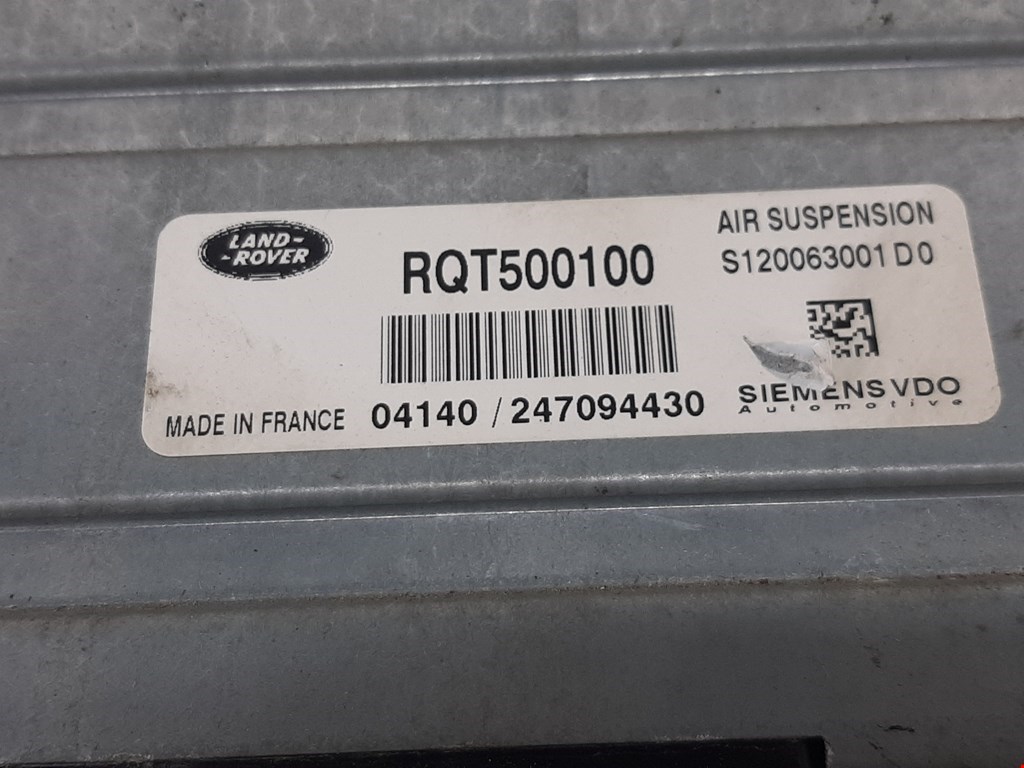 LAND-
-ROVER
RQT500100
AIR SUSPENSION
S120063001 D0
SIEMENS VDO
Automotive
MADE IN FRANCE
04140 / 247094430